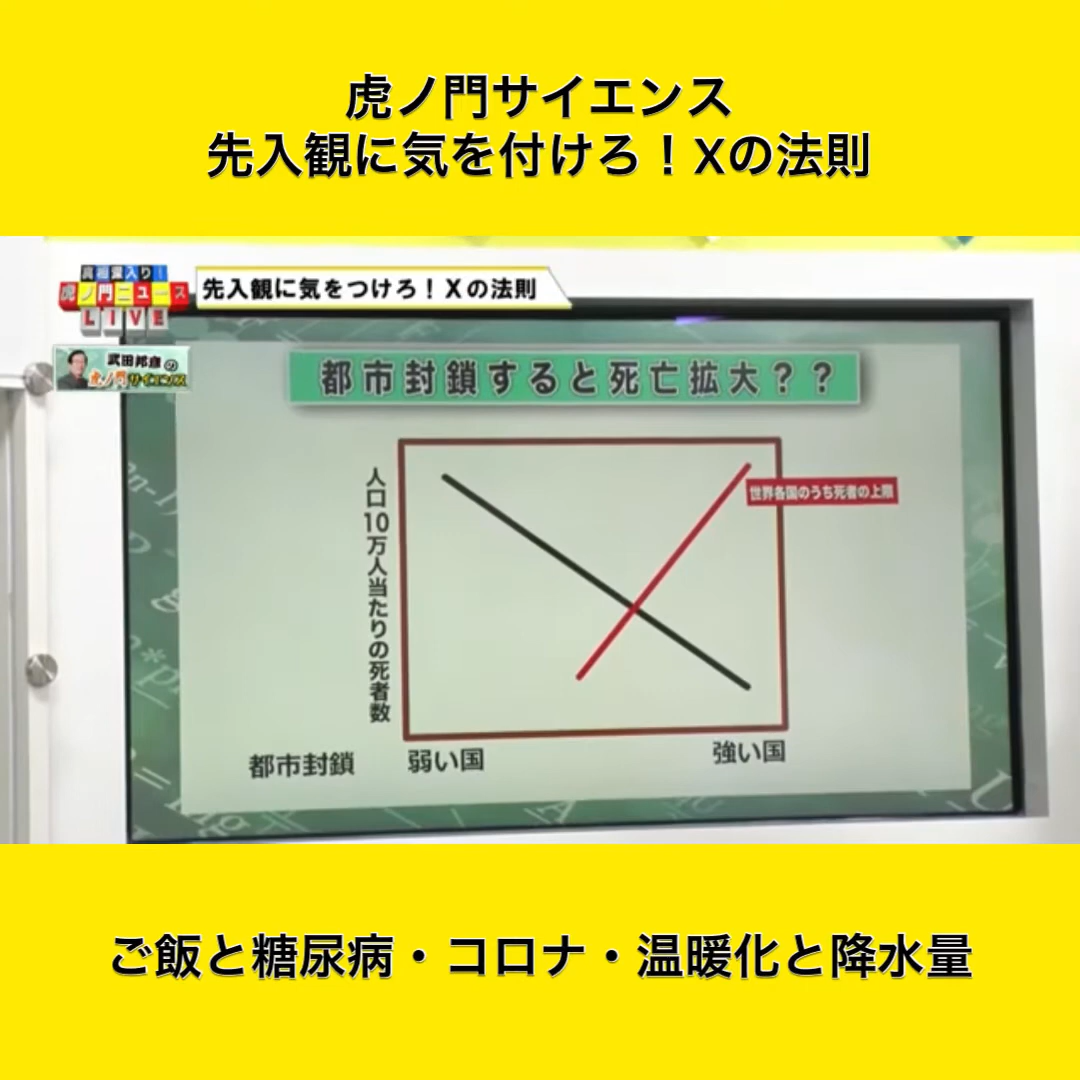 虎ノ門サイエンス
先入観に気を付けろ！Xの法則
真相深入り！
虎ノ門ニュース
LIVE
先入観に気をつけろ！Xの法則
武田邦彦の
虎ノ門サイエンス
都市封鎖すると死亡拡大？？
人口10万人当たりの死者数
世界各国のうち死者の上限
都市封鎖 弱い国 強い国
ご飯と糖尿病・コロナ・温暖化と降水量